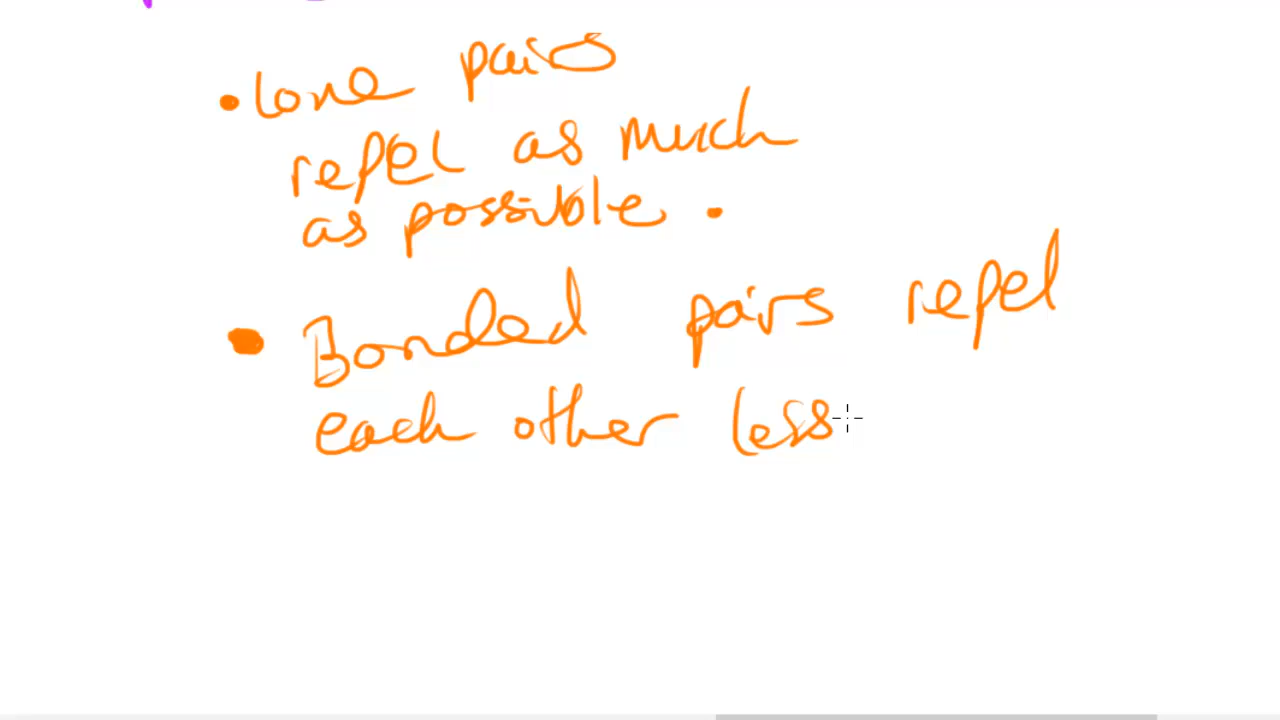 • lone pairs
repel as much
as possible.
• Bonded pairs repel
each other less